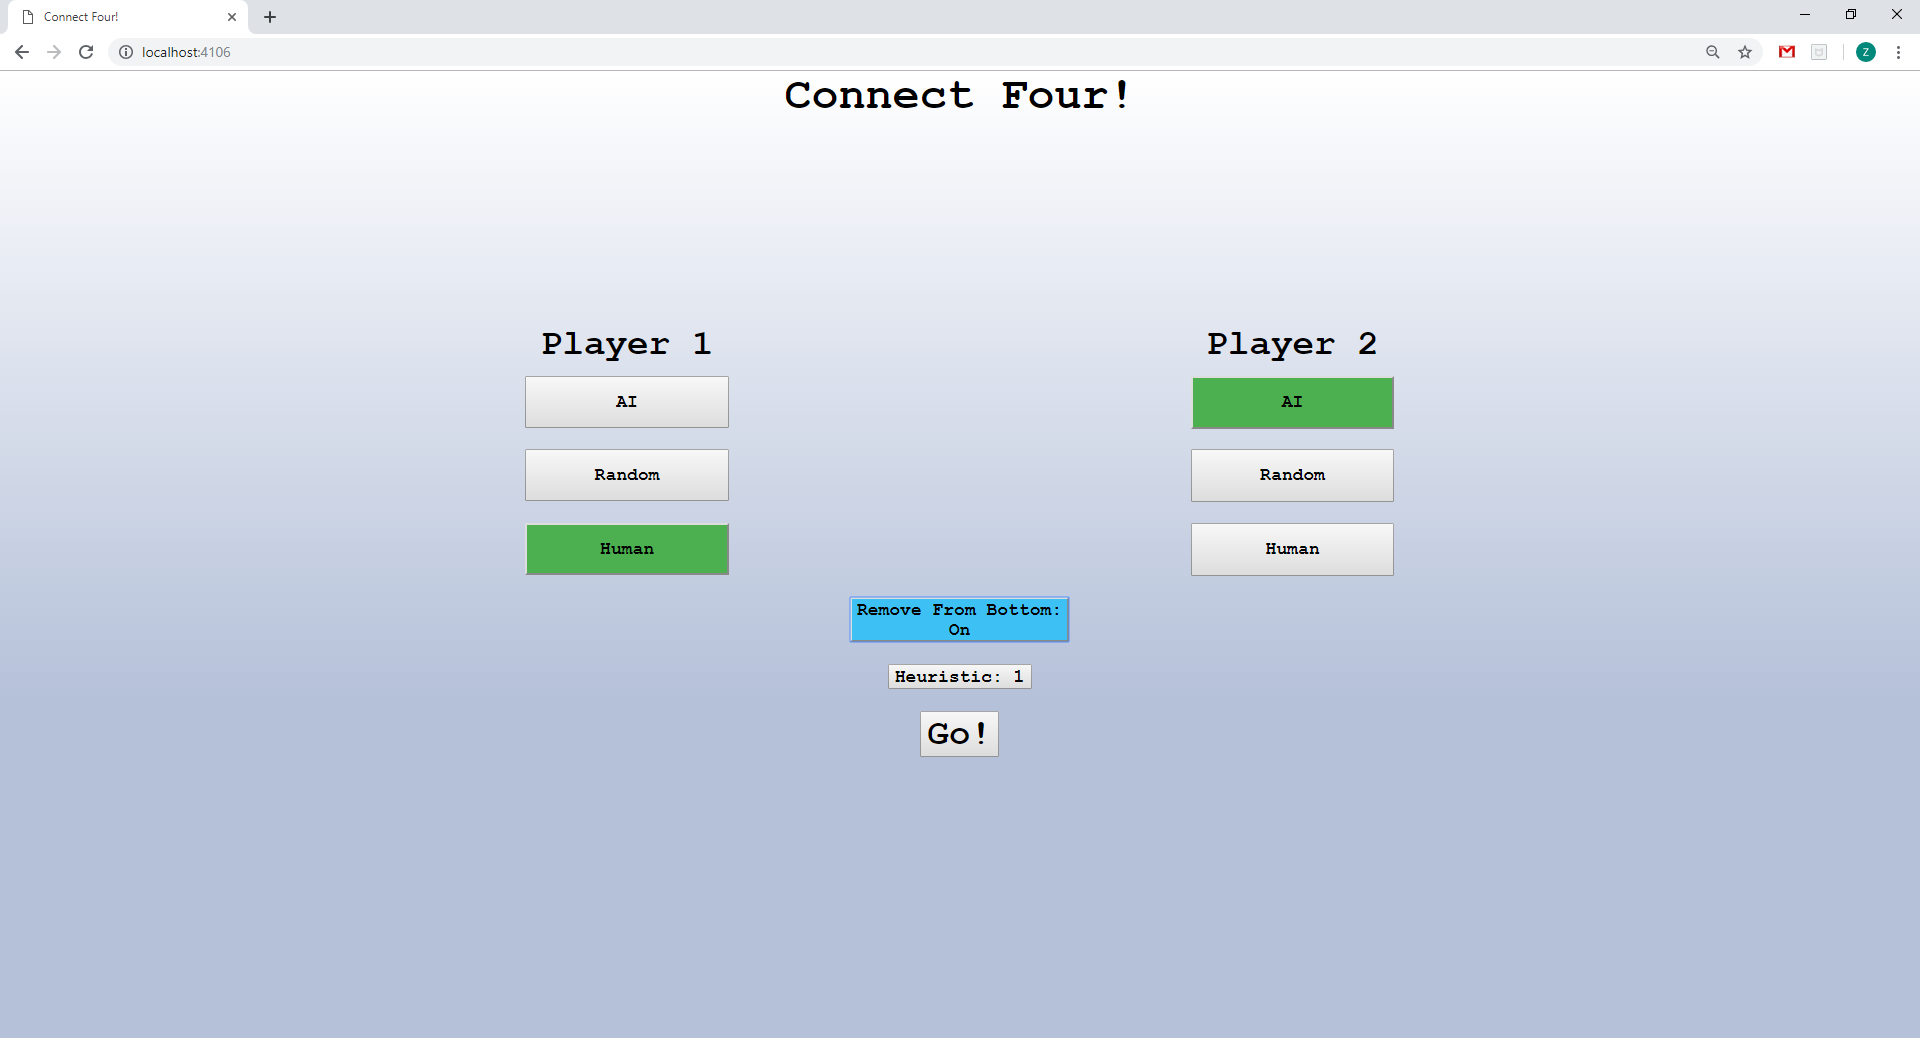 Connect Four!
localhost:4106
Z
Connect Four!
Player 1
Player 2
AI
AI
Random
Random
Human
Human
Remove From Bottom:
On
Heuristic: 1
Go!